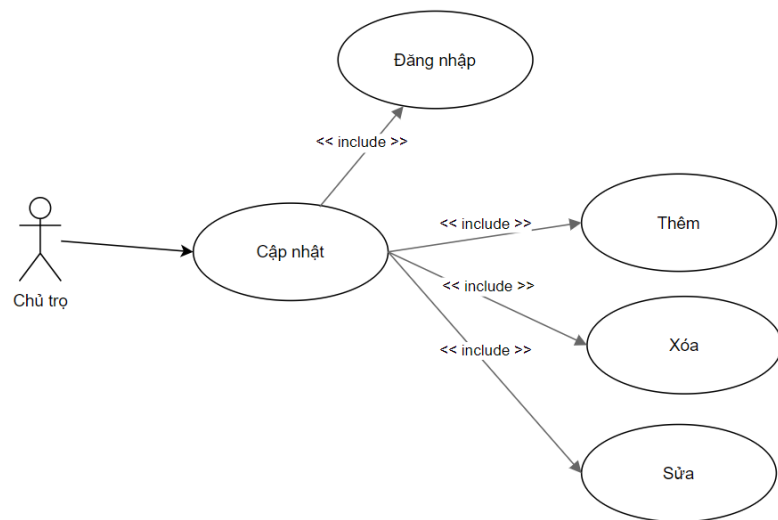 Đăng nhập
<< include >>
Chủ trọ
Cập nhật
<< include >>
Thêm
<< include >>
Xóa
<< include >>
Sửa